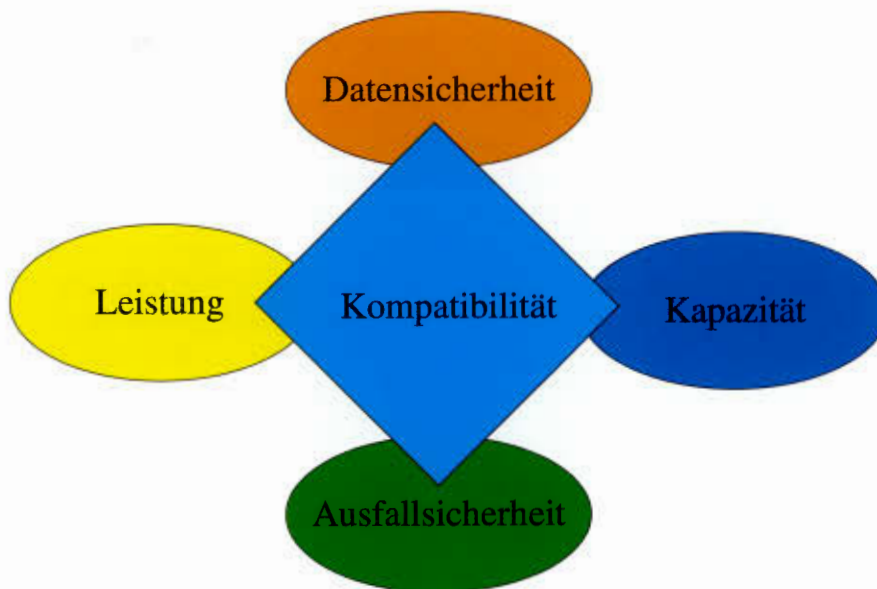 Datensicherheit
Leistung
Kompatibilität
Kapazität
Ausfallsicherheit